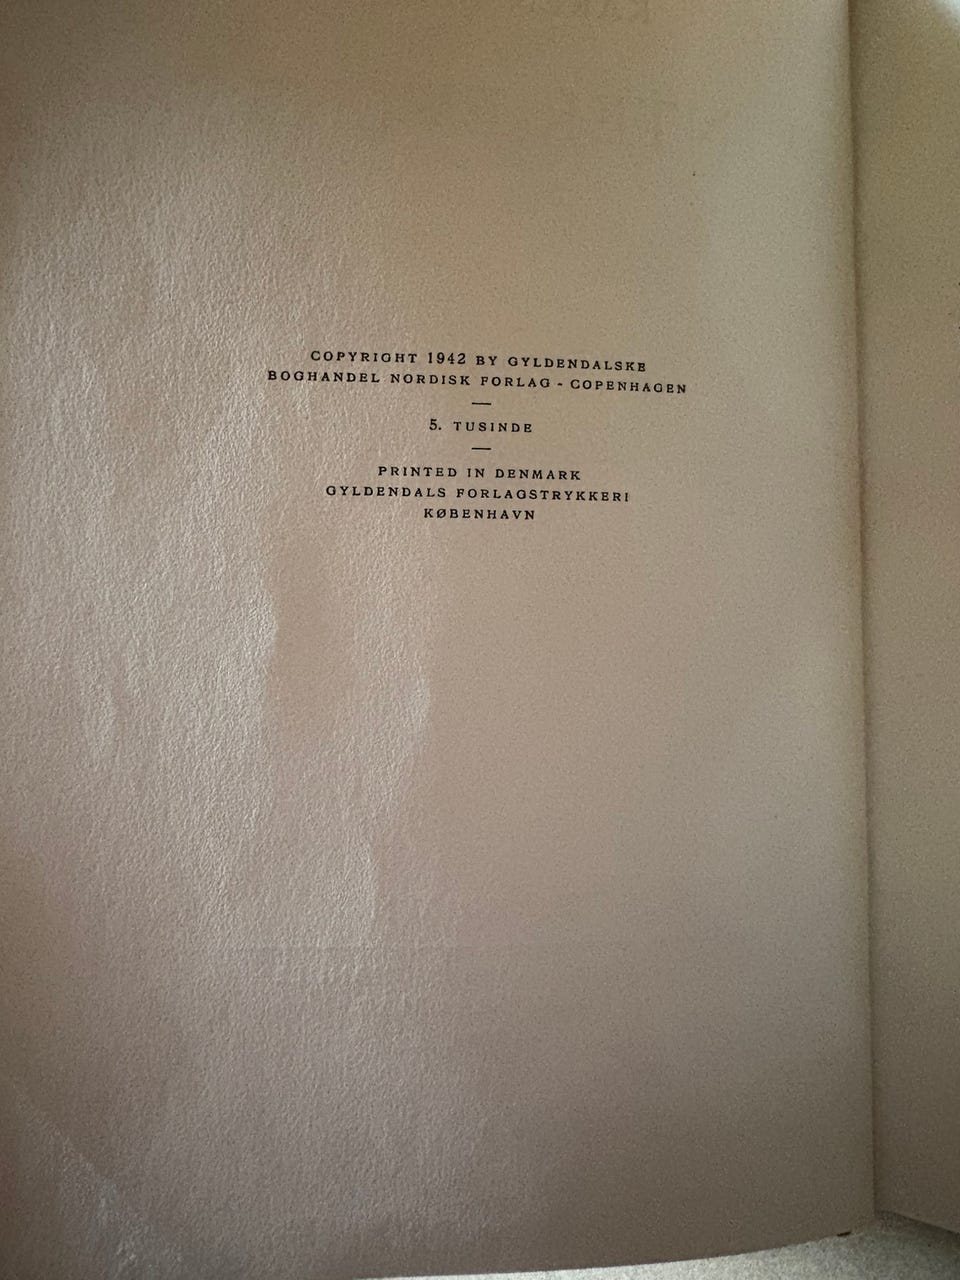 COPYRIGHT 1942 BY GYLDENDALSKE
BOGHANDEL NORDISK FORLAG - COPENHAGEN
5. TUSINDE
PRINTED IN DENMARK
GYLDENDALS FORLAGSTRYKKERI
KØBENHAVN